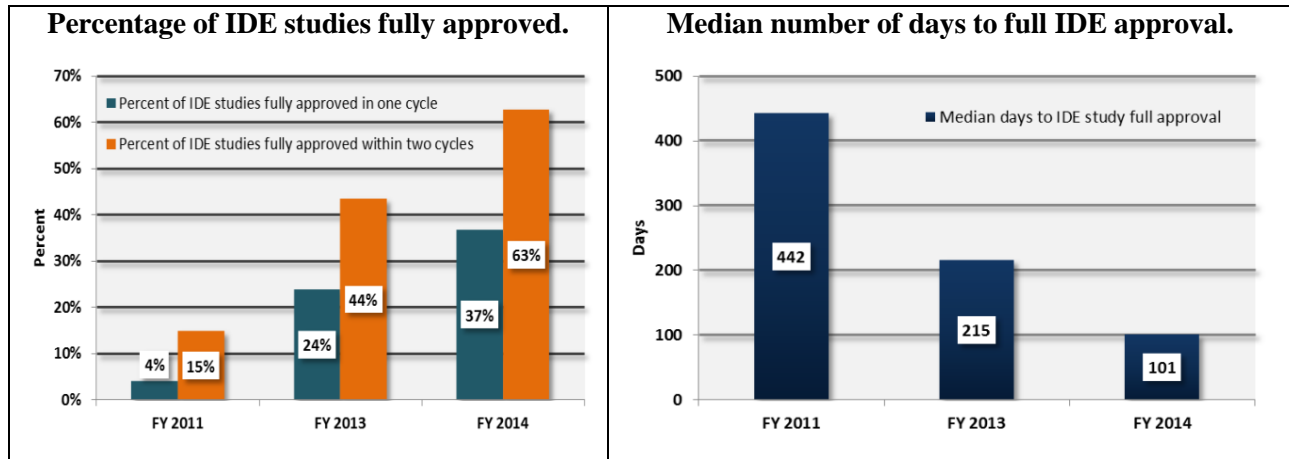 Percentage of IDE studies fully approved.
70%
60%
50%
40%
30%
20%
10%
0%
Percent
Percent of IDE studies fully approved in one cycle
Percent of IDE studies fully approved within two cycles
4%
15%
24%
44%
37%
63%
FY 2011
FY 2013
FY 2014
Median number of days to full IDE approval.
500
400
300
200
100
0
Days
Median days to IDE study full approval
442
215
101
FY 2011
FY 2013
FY 2014